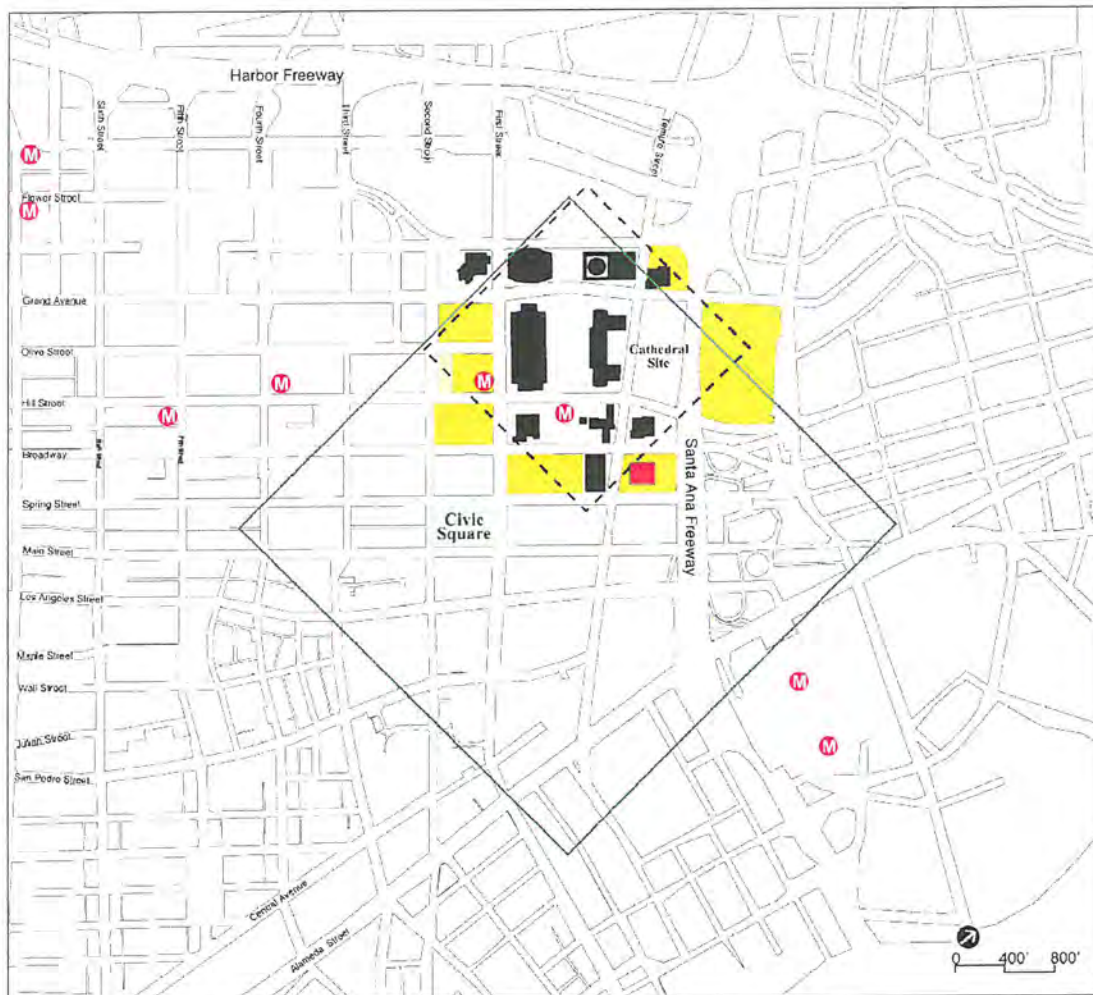 Harbor Freeway
Sixth Street
Fifth Street
Fourth Street
Third Street
Second Street
First Street
Temple Street
M
Flower Street
M
Grand Avenue
Olive Street
Cathedral
Site
M
M
Hill Street
M
M
Broadway
Santa Ana Freeway
Spring Street
Civic
Square
Main Street
Los Angeles Street
Maple Street
Wall Street
M
San Pedro Street
M
Central Avenue
Alameda Street
0 400' 800'